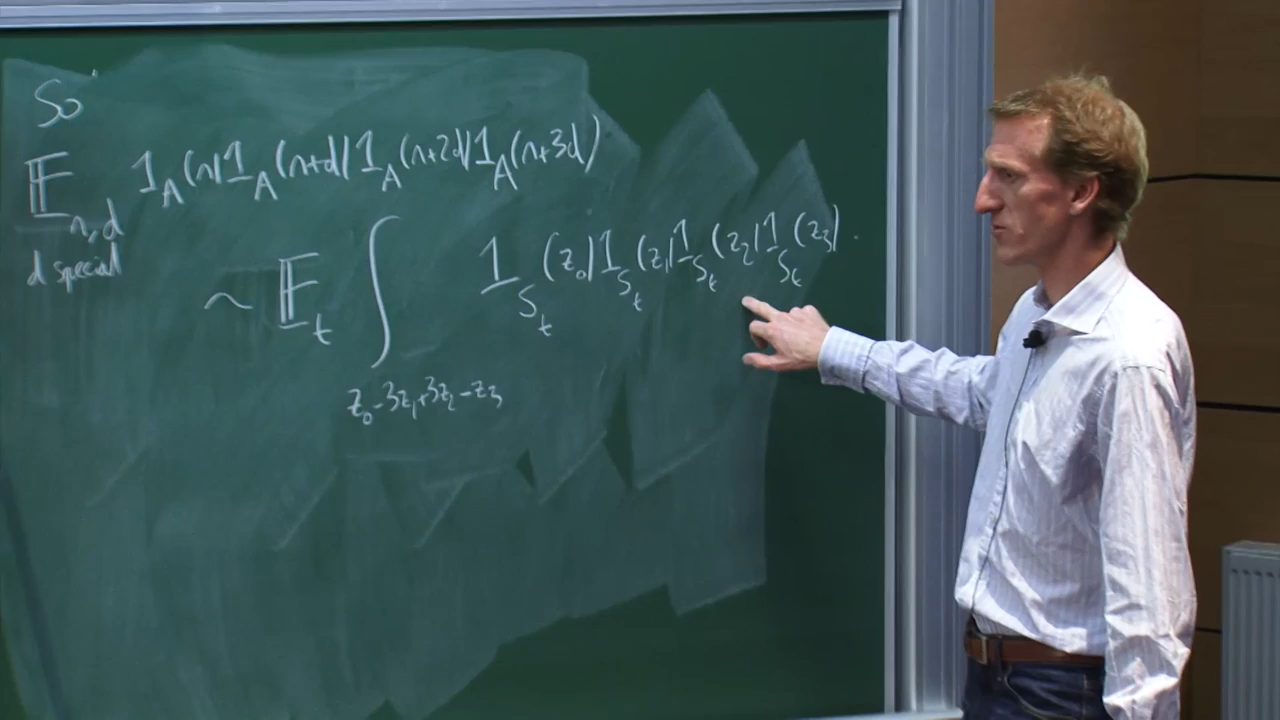 So
𝔼_{n,d} 1_A(n) 1_A(n+d) 1_A(n+2d) 1_A(n+3d)
d special
~ 𝔼_t ∫ 1_{S_t}(z_0) 1_{S_t}(z_1) 1_{S_t}(z_2) 1_{S_t}(z_3).
z_0-3z_1+3z_2-z_3